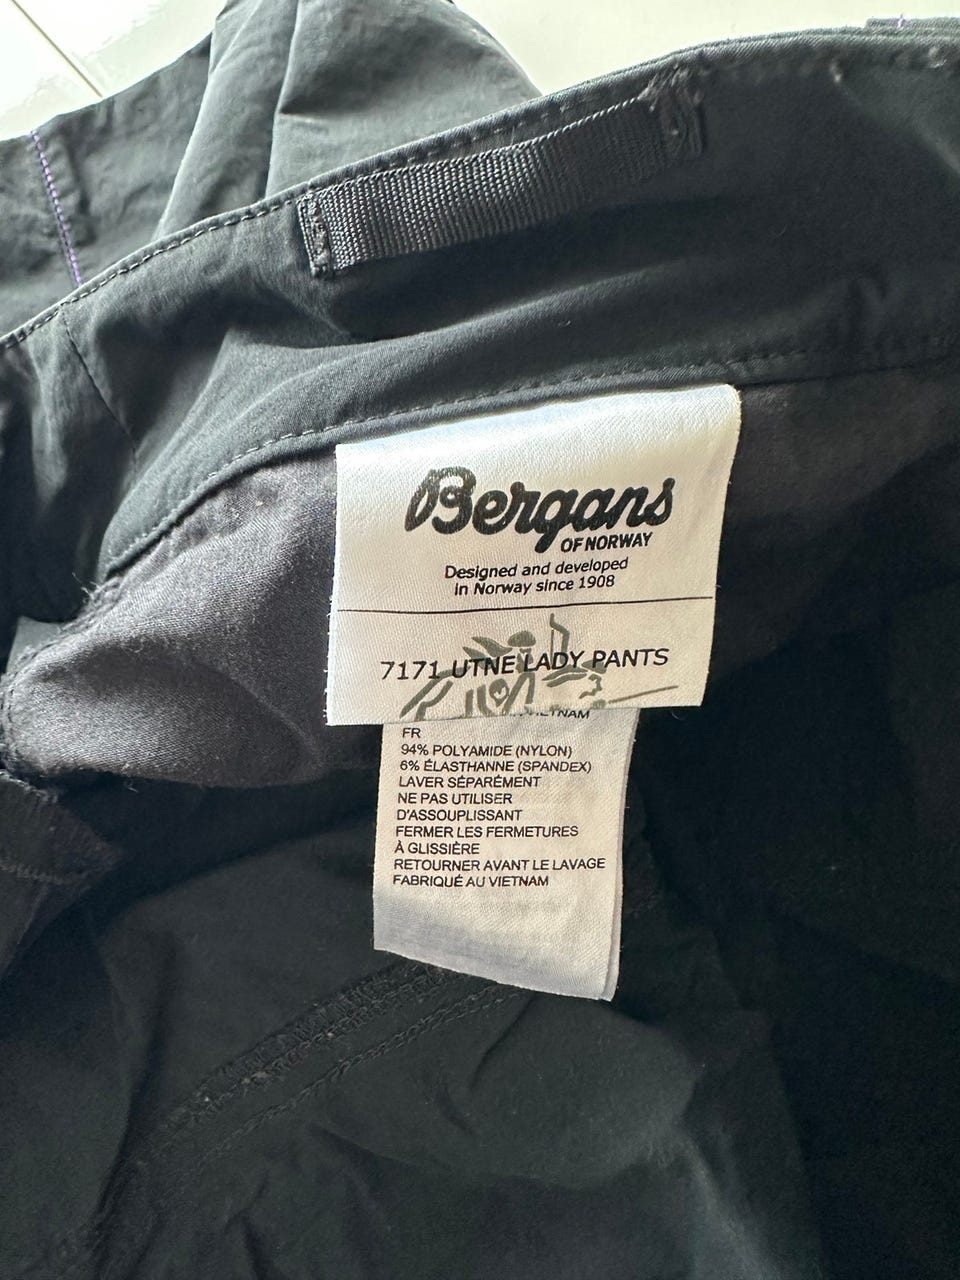 Bergans
OF NORWAY
Designed and developed
in Norway since 1908
7171 UTNE LADY PANTS
VIETNAM
FR
94% POLYAMIDE (NYLON)
6% ÉLASTHANNE (SPANDEX)
LAVER SÉPARÉMENT
NE PAS UTILISER
D'ASSOUPLISSANT
FERMER LES FERMETURES
À GLISSIÈRE
RETOURNER AVANT LE LAVAGE
FABRIQUÉ AU VIETNAM